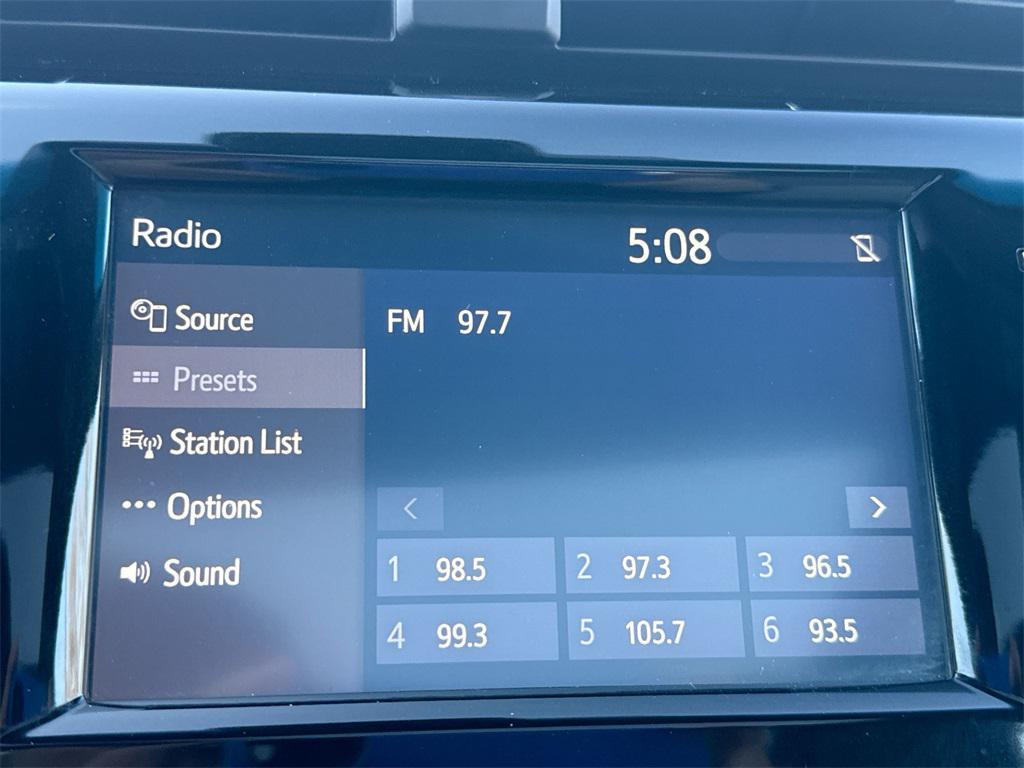 Radio 5:08
Source
Presets
Station List
Options
Sound
FM 97.7
< >
1 98.5 2 97.3 3 96.5
4 99.3 5 105.7 6 93.5